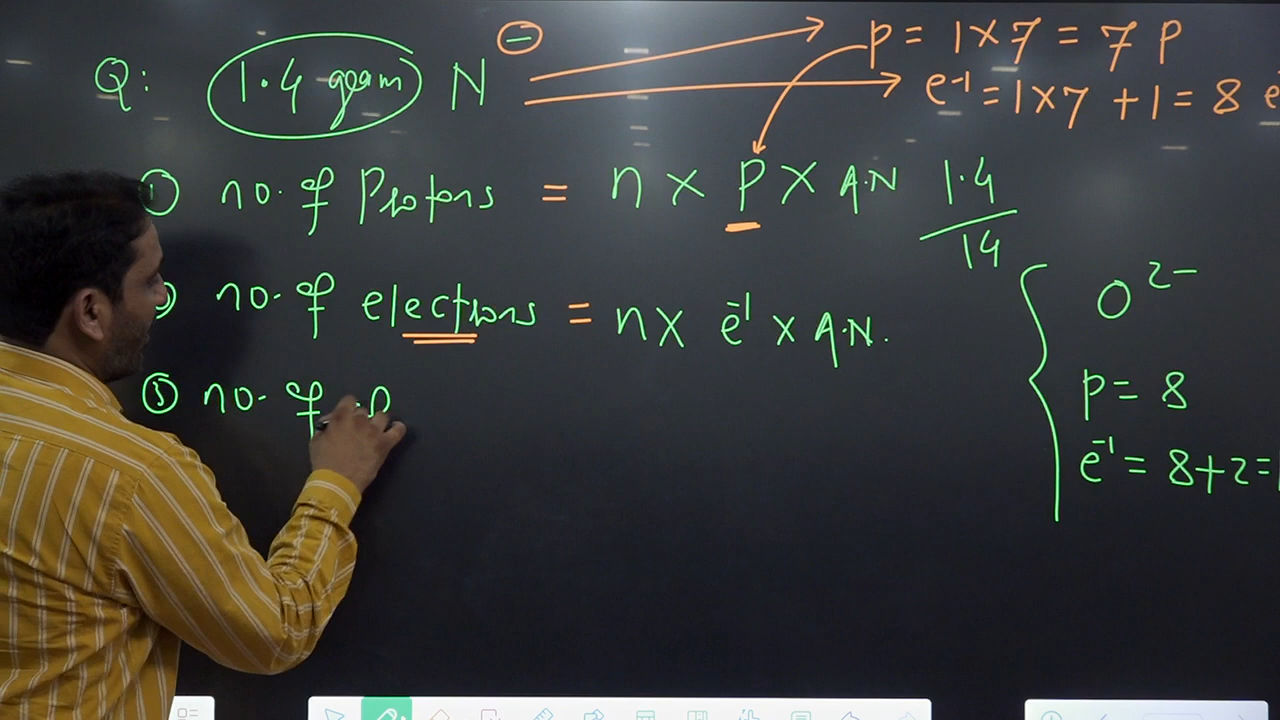 Q: 1.4 gram N⊖
p = 1×7 = 7 P
e⁻¹ = 1×7 + 1 = 8 e
① no. of Protons = n × P × A.N 1.4/14
no. of electrons = n × e⁻¹ × A.N.
③ no. of n
O²⁻
p = 8
e⁻¹ = 8+2=